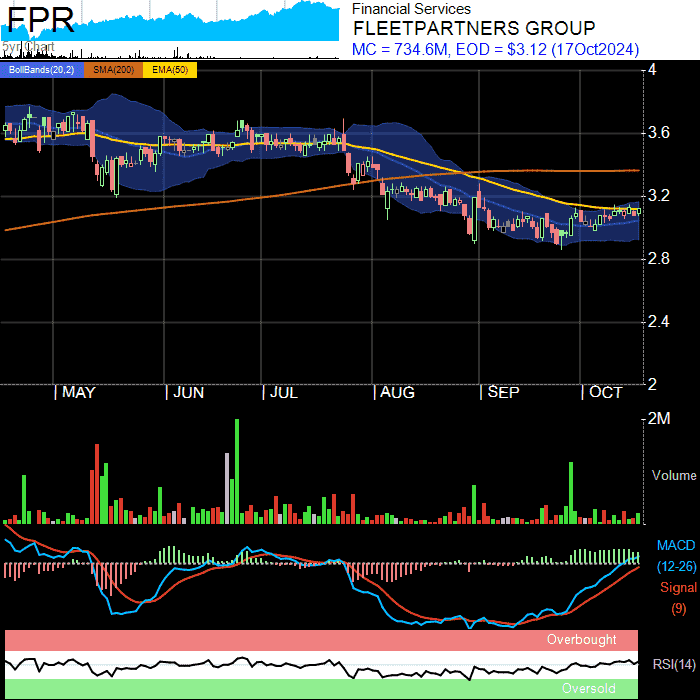 FPR
Financial Services
FLEETPARTNERS GROUP
MC = 734.6M, EOD = $3.12 (17Oct2024)
5yr Chart
BollBands(20,2) SMA(200) EMA(50)
4
3.6
3.2
2.8
2.4
2
MAY JUN JUL AUG SEP OCT
2M
Volume
MACD
(12-26)
Signal
(9)
Overbought
RSI(14)
Oversold